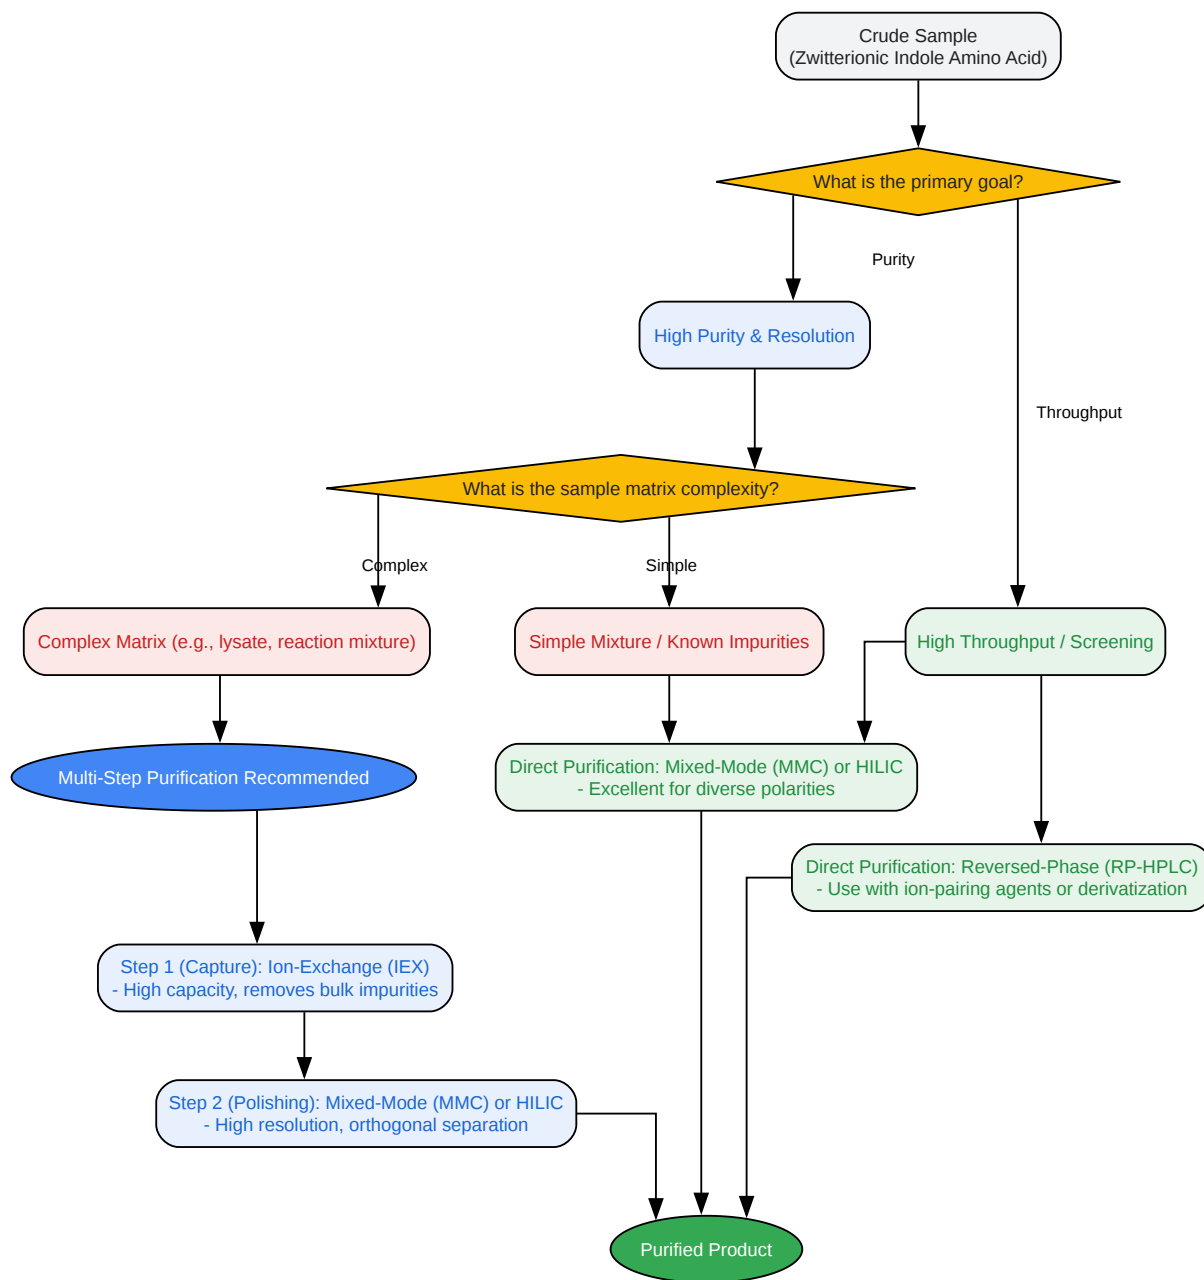 Crude Sample
(Zwitterionic Indole Amino Acid)
What is the primary goal?
Purity
High Purity & Resolution
Throughput
What is the sample matrix complexity?
Complex
Simple
Complex Matrix (e.g., lysate, reaction mixture)
Simple Mixture / Known Impurities
High Throughput / Screening
Multi-Step Purification Recommended
Direct Purification: Mixed-Mode (MMC) or HILIC
- Excellent for diverse polarities
Direct Purification: Reversed-Phase (RP-HPLC)
- Use with ion-pairing agents or derivatization
Step 1 (Capture): Ion-Exchange (IEX)
- High capacity, removes bulk impurities
Step 2 (Polishing): Mixed-Mode (MMC) or HILIC
- High resolution, orthogonal separation
Purified Product